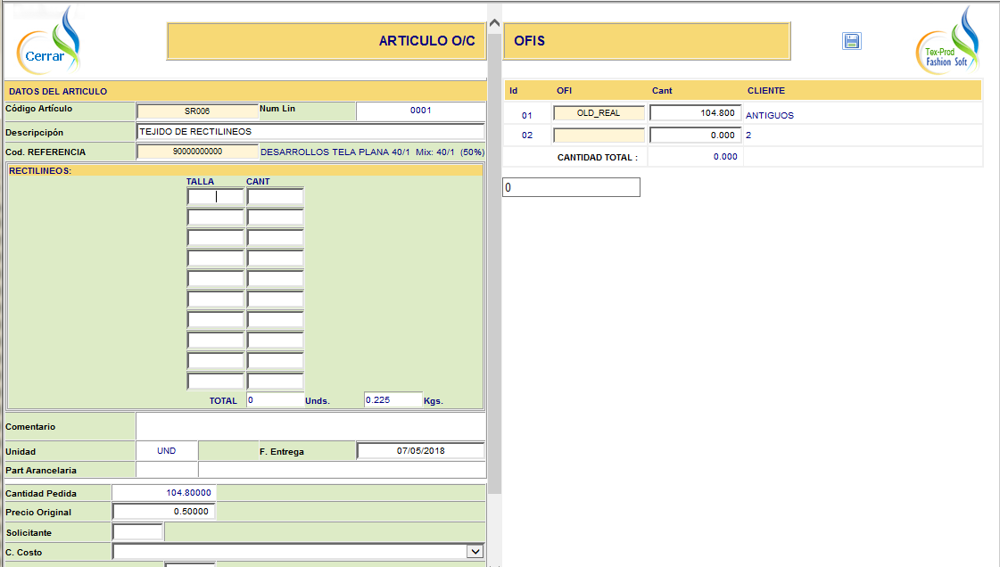 Cerrar
ARTICULO O/C
OFIS
Tex-Prod
Fashion Soft
DATOS DEL ARTICULO
Código Artículo SR006 Num Lin 0001
Descripcipón TEJIDO DE RECTILINEOS
Cod. REFERENCIA 90000000000 DESARROLLOS TELA PLANA 40/1 Mix: 40/1 (50%)
RECTILINEOS:
TALLA CANT
TOTAL 0 Unds. 0.225 Kgs.
Comentario
Unidad UND F. Entrega 07/05/2018
Part Arancelaria
Cantidad Pedida 104.80000
Precio Original 0.50000
Solicitante
C. Costo
Id OFI Cant CLIENTE
01 OLD_REAL 104.800 ANTIGUOS
02 0.000 2
CANTIDAD TOTAL : 0.000
0